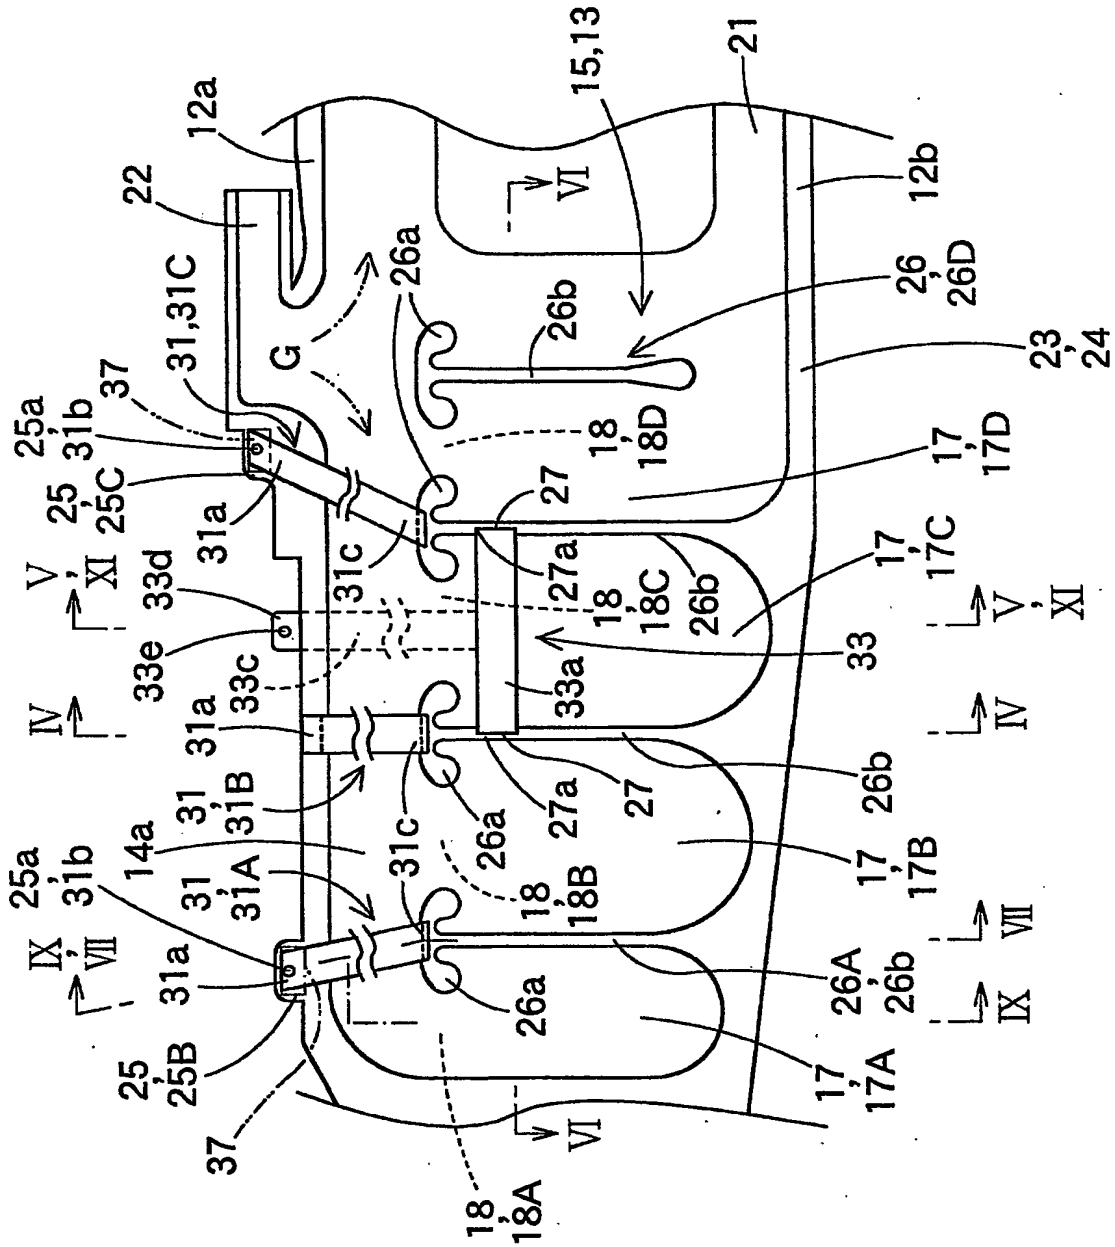 15,13
21
12a
22
VI
12b
31,31C
26a
G
26b
26,
26D
23,
24
37
25a,
31b
25,
25C
31a
18,
18D
17,
17D
27
31c
27a
V,
XI
33d
33e
33c
18,
18C
26b
17,
17C
V,
XI
33a
33
IV
31a
IV
31,
31B
26a
27a
27
26b
14a
25a,
31b
31,
31A
31c
18,
18B
17,
17B
IX,
VII
31a
26a
26A,
26b
VII
IX
25,
25B
37
VI
17,
17A
18,
18A